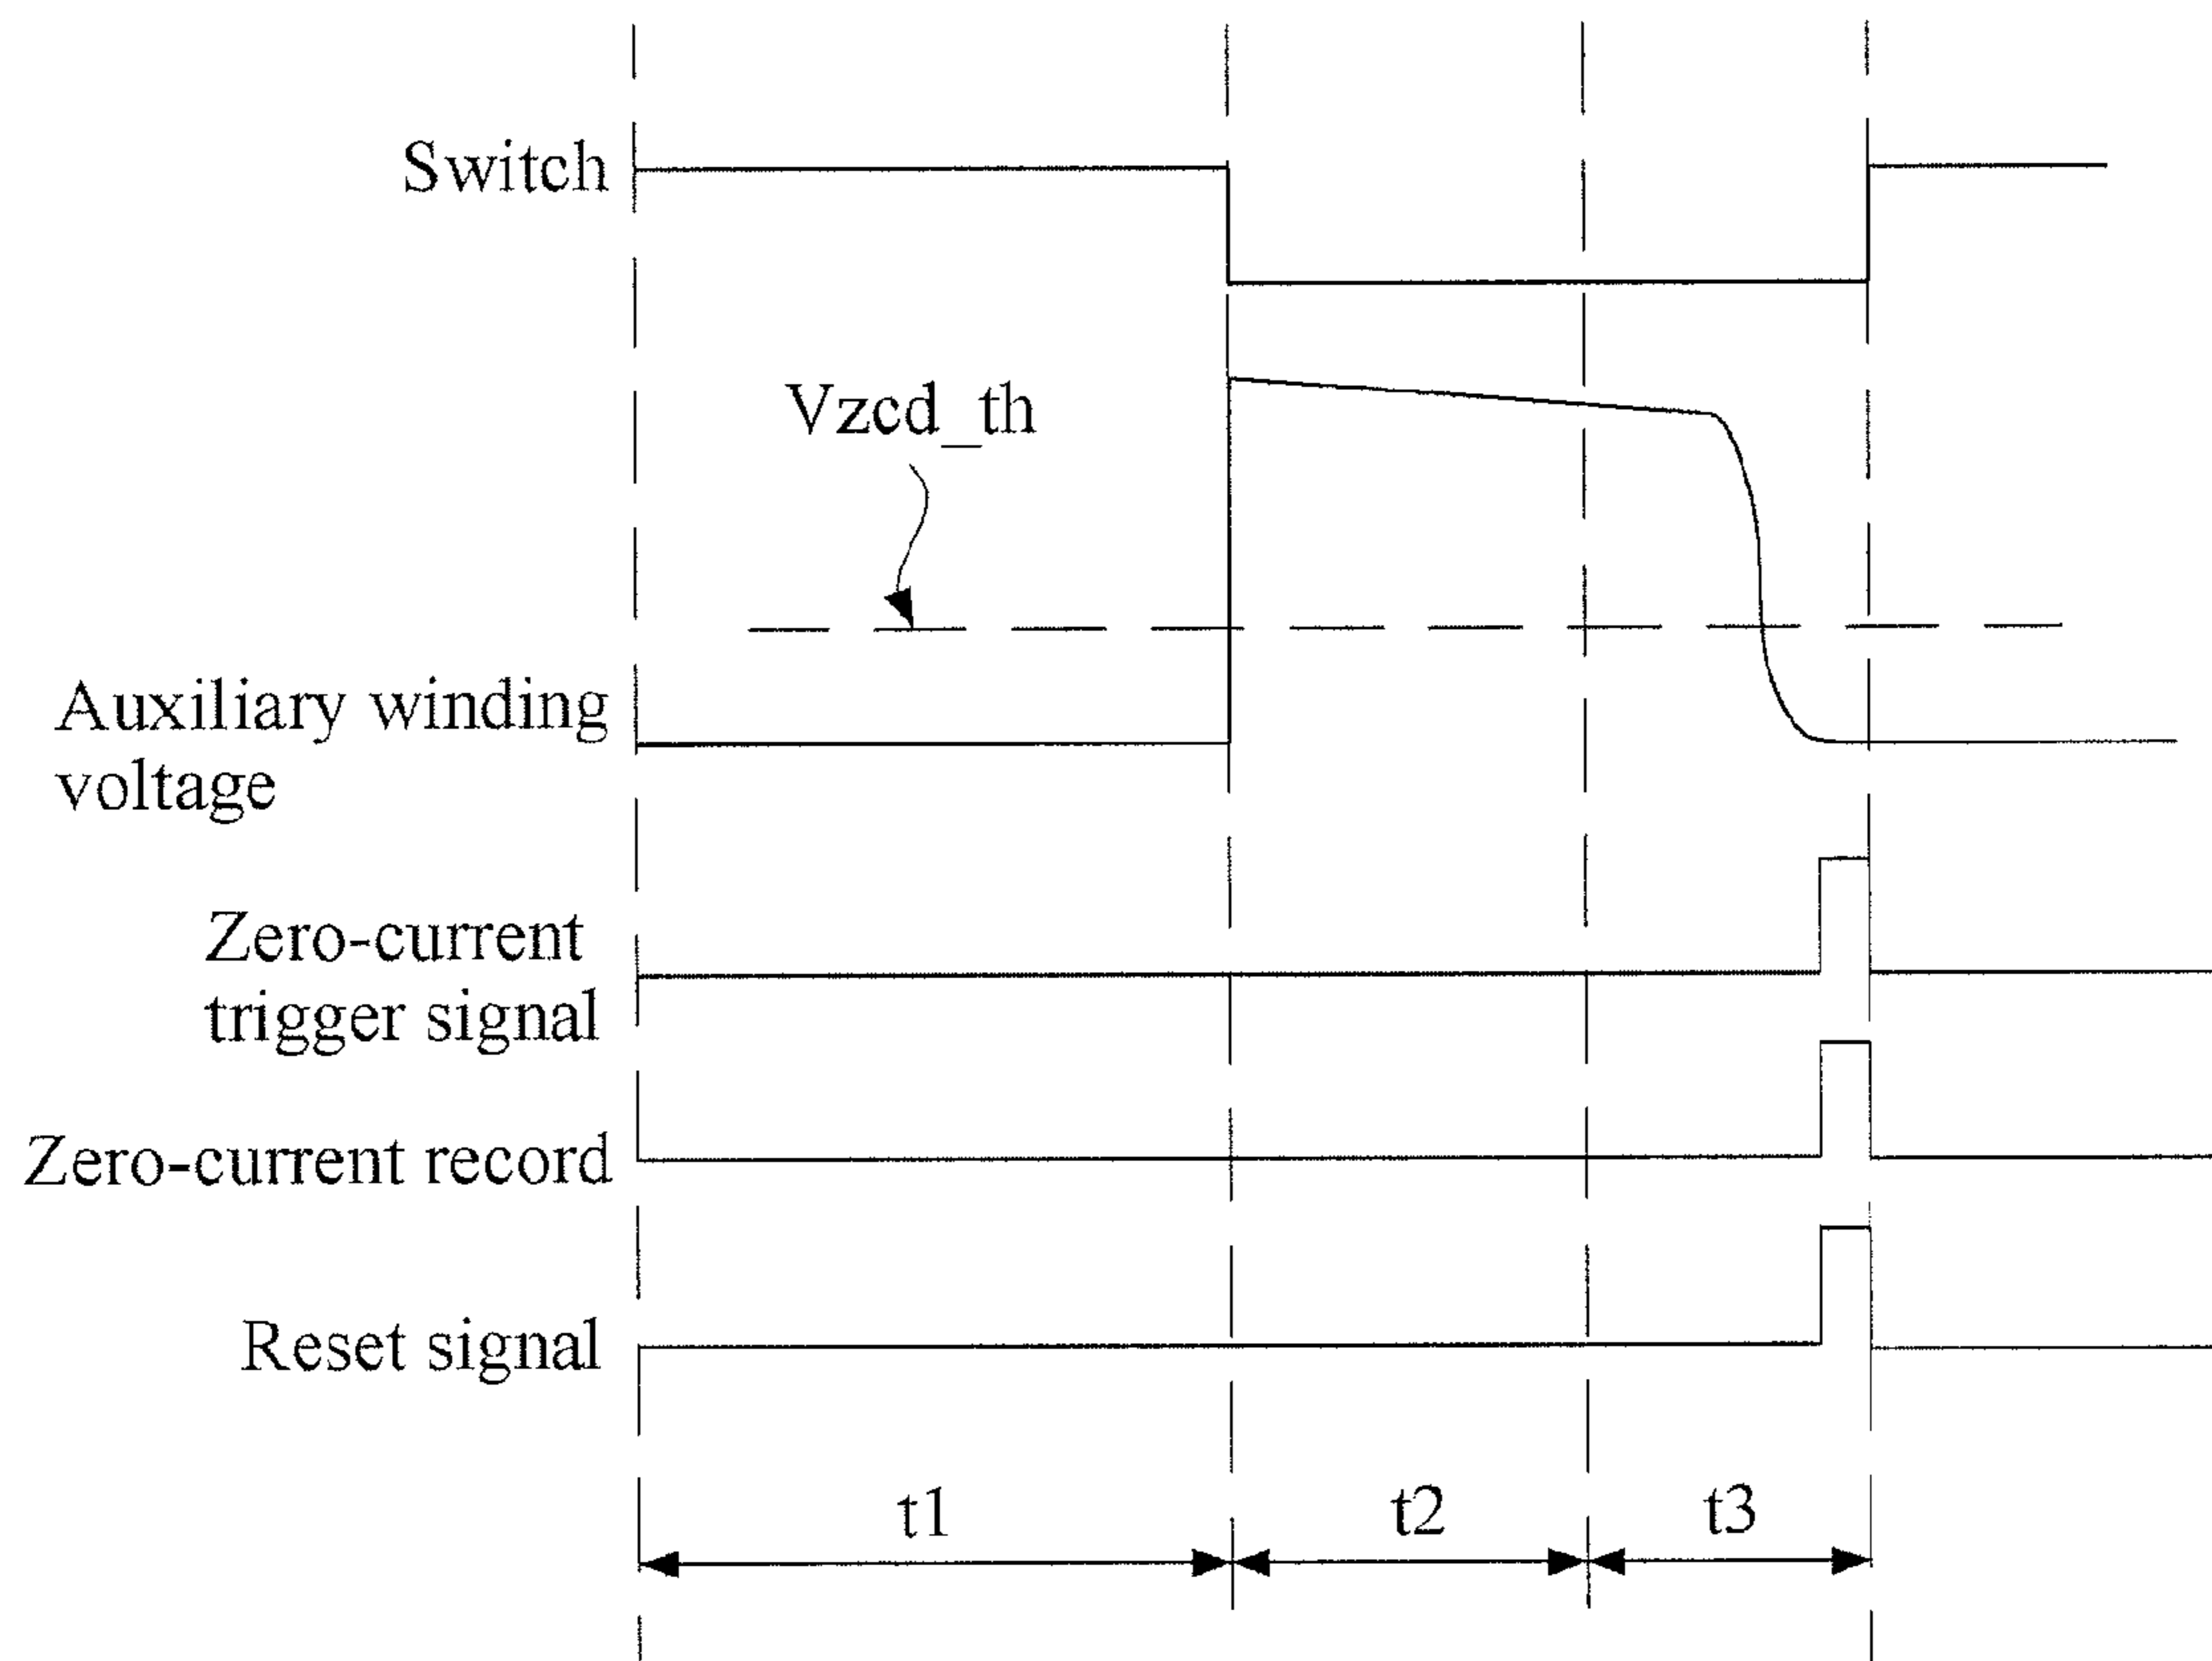 Switch
Vzcd_th
Auxiliary winding
voltage
Zero-current
trigger signal
Zero-current record
Reset signal
t1
t2
t3